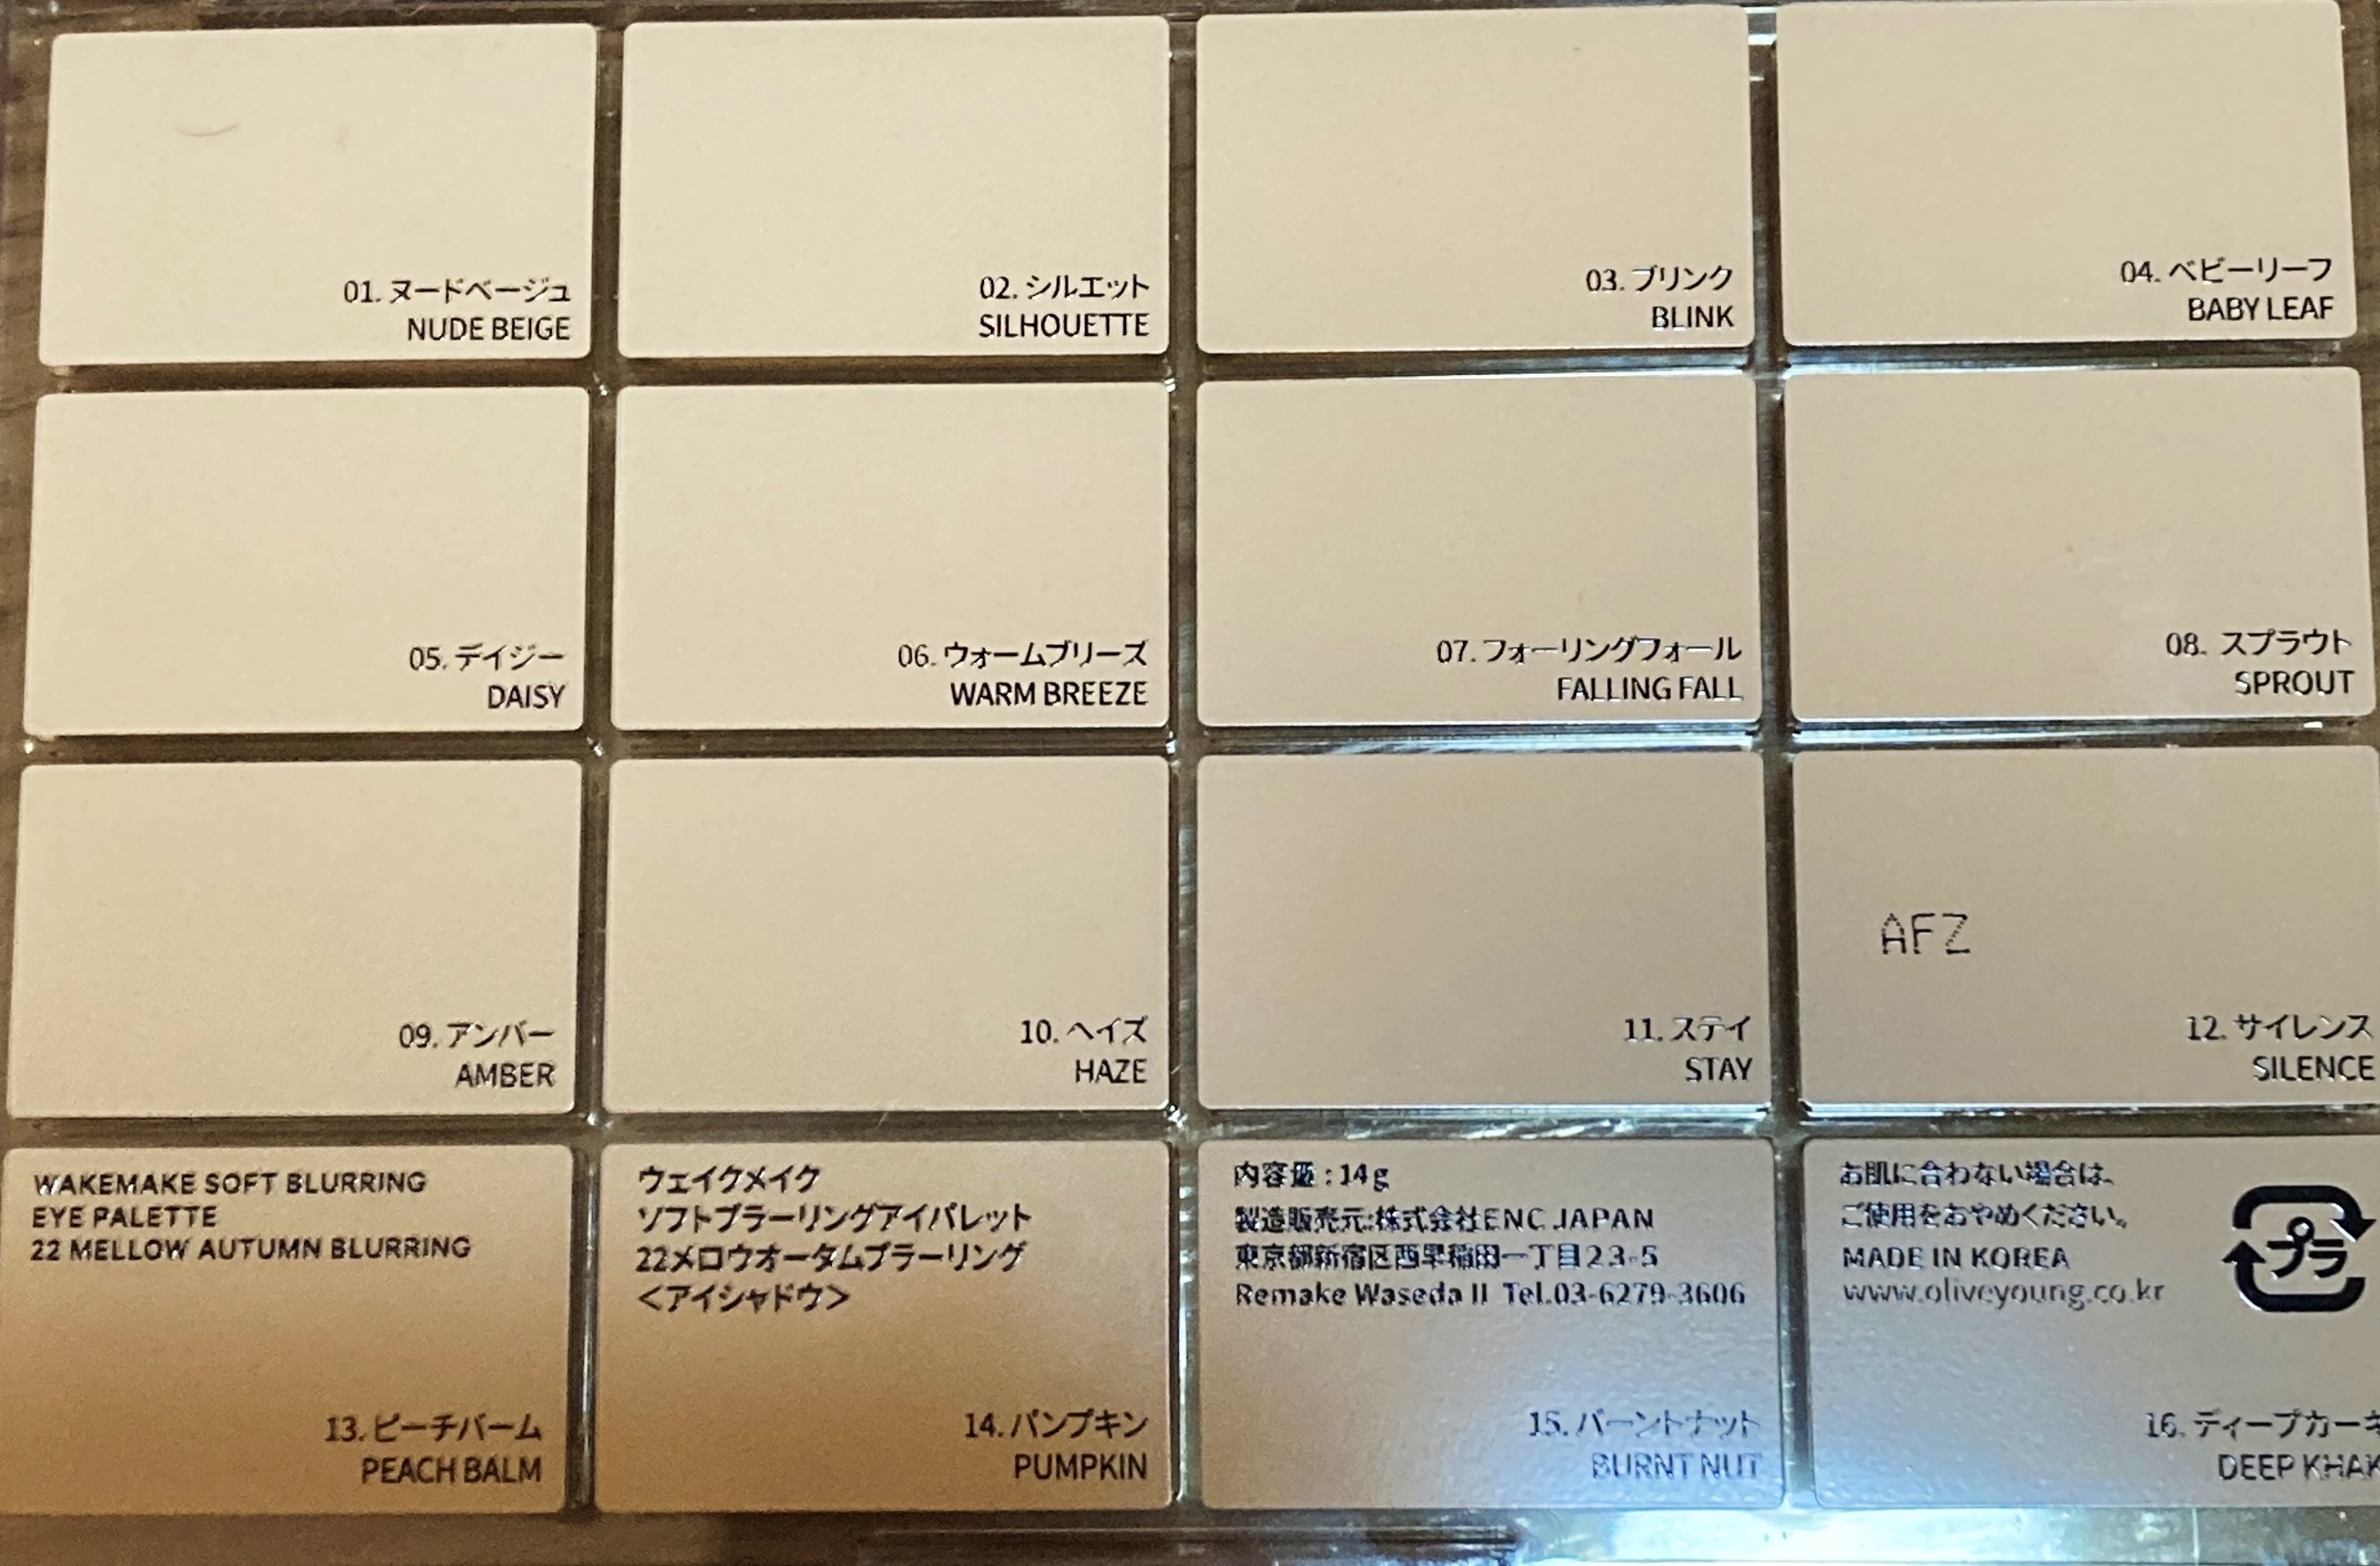 01. ヌードベージュ
NUDE BEIGE
02. シルエット
SILHOUETTE
03. ブリンク
BLINK
04. ベビーリーフ
BABY LEAF
05. デイジー
DAISY
06. ウォームブリーズ
WARM BREEZE
07. フォーリングフォール
FALLING FALL
08. スプラウト
SPROUT
09. アンバー
AMBER
10. ヘイズ
HAZE
11. ステイ
STAY
AFZ
12. サイレンス
SILENCE
WAKEMAKE SOFT BLURRING
EYE PALETTE
22 MELLOW AUTUMN BLURRING
13. ピーチバーム
PEACH BALM
ウェイクメイク
ソフトブラーリングアイパレット
22メロウオータムブラーリング
<アイシャドウ>
14. パンプキン
PUMPKIN
内容量 : 14g
製造販売元:株式会社ENC JAPAN
東京都新宿区西早稲田一丁目23-5
Remake Waseda II Tel.03-6279-3606
15. バーントナット
BURNT NUT
お肌に合わない場合は、
ご使用をおやめください。
MADE IN KOREA
www.oliveyoung.co.kr
プラ
16. ディープカーキ
DEEP KHAK